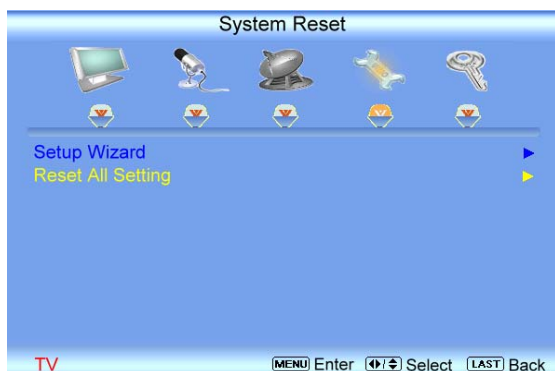 System Reset
Setup Wizard
Reset All Setting
TV MENU Enter Select LAST Back